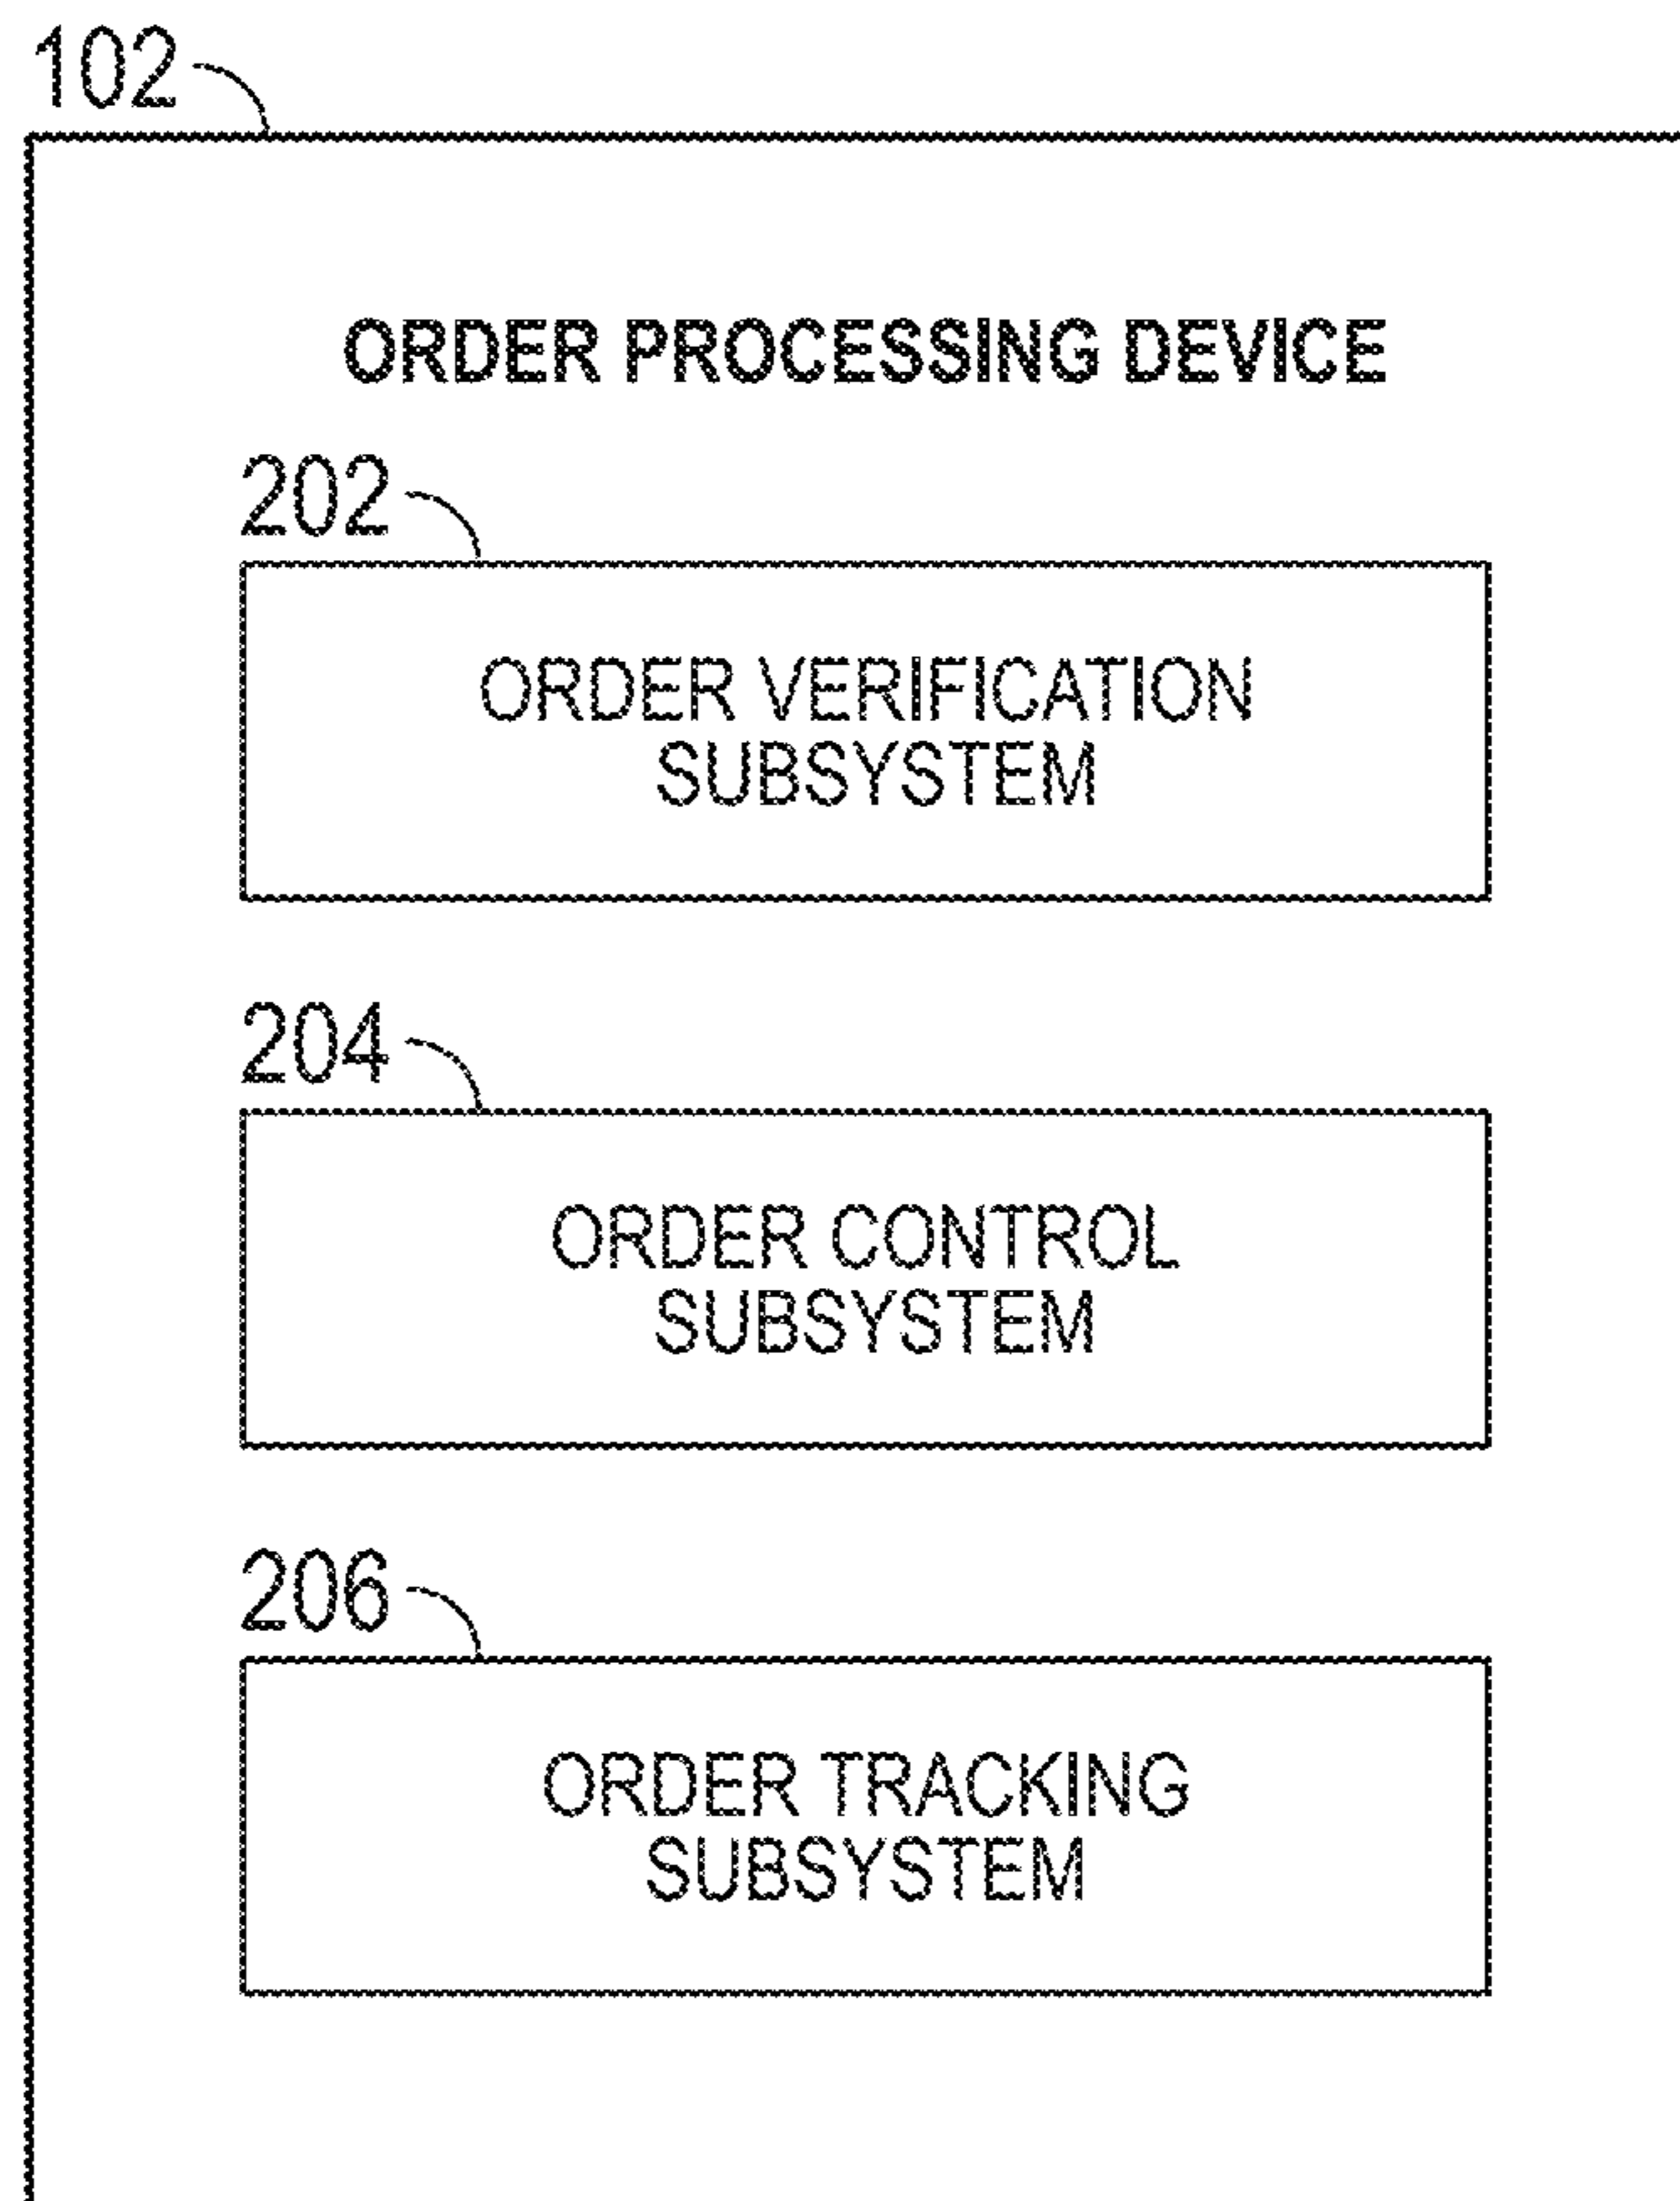 102
ORDER PROCESSING DEVICE
202
ORDER VERIFICATION
SUBSYSTEM
204
ORDER CONTROL
SUBSYSTEM
206
ORDER TRACKING
SUBSYSTEM